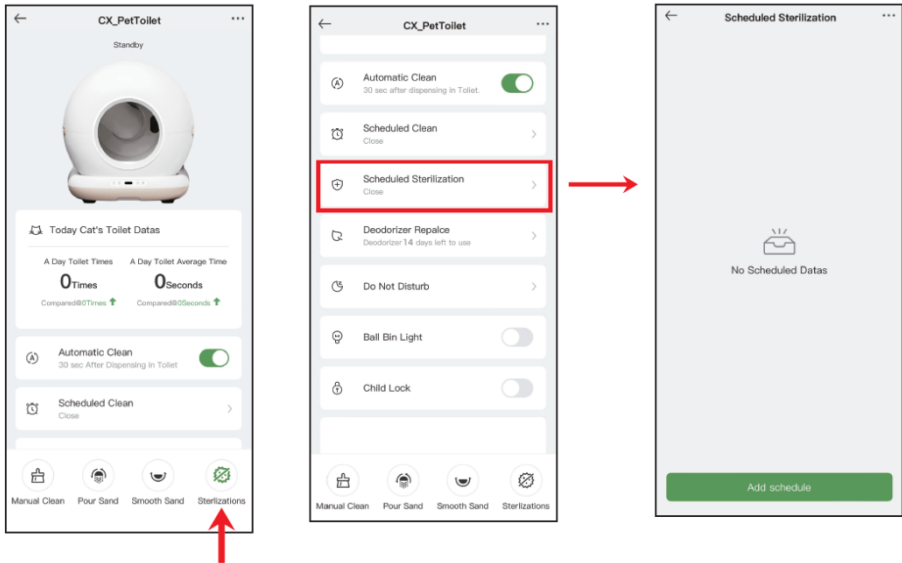 CX_PetToilet
Standby
Today Cat's Toilet Datas
A Day Toilet Times
A Day Toilet Average Time
0Times
0Seconds
Compared@0Times
Compared@0Seconds
Automatic Clean
30 sec After Dispensing in Toliet
Scheduled Clean
Close
Manual Clean
Pour Sand
Smooth Sand
Sterlizations
CX_PetToilet
Automatic Clean
30 sec after dispensing in Toliet.
Scheduled Clean
Close
Scheduled Sterilization
Close
Deodorizer Repalce
Deodorizer 14 days left to use
Do Not Disturb
Ball Bin Light
Child Lock
Manual Clean
Pour Sand
Smooth Sand
Sterlizations
Scheduled Sterilization
No Scheduled Datas
Add schedule